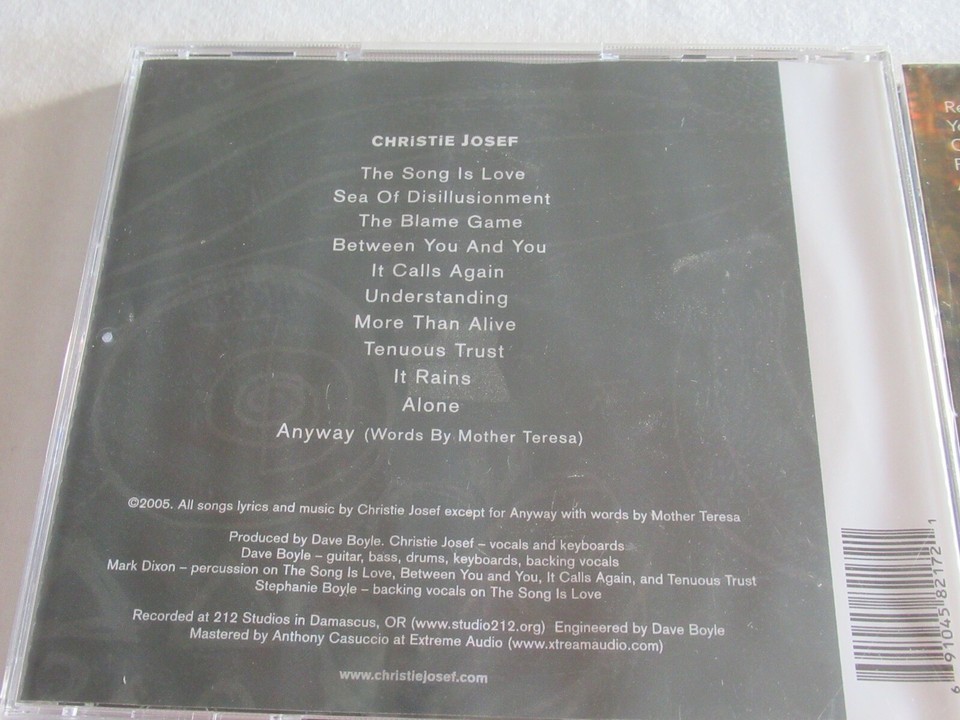 CHRiSTiE JOSEF
The Song Is Love
Sea Of Disillusionment
The Blame Game
Between You And You
It Calls Again
Understanding
More Than Alive
Tenuous Trust
It Rains
Alone
Anyway (Words By Mother Teresa)
©2005. All songs lyrics and music by Christie Josef except for Anyway with words by Mother Teresa
Produced by Dave Boyle. Christie Josef – vocals and keyboards
Dave Boyle – guitar, bass, drums, keyboards, backing vocals
Mark Dixon – percussion on The Song Is Love, Between You and You, It Calls Again, and Tenuous Trust
Stephanie Boyle – backing vocals on The Song Is Love
Recorded at 212 Studios in Damascus, OR (www.studio212.org) Engineered by Dave Boyle
Mastered by Anthony Casuccio at Extreme Audio (www.xtreamaudio.com)
www.christiejosef.com
6 91045 82172 1